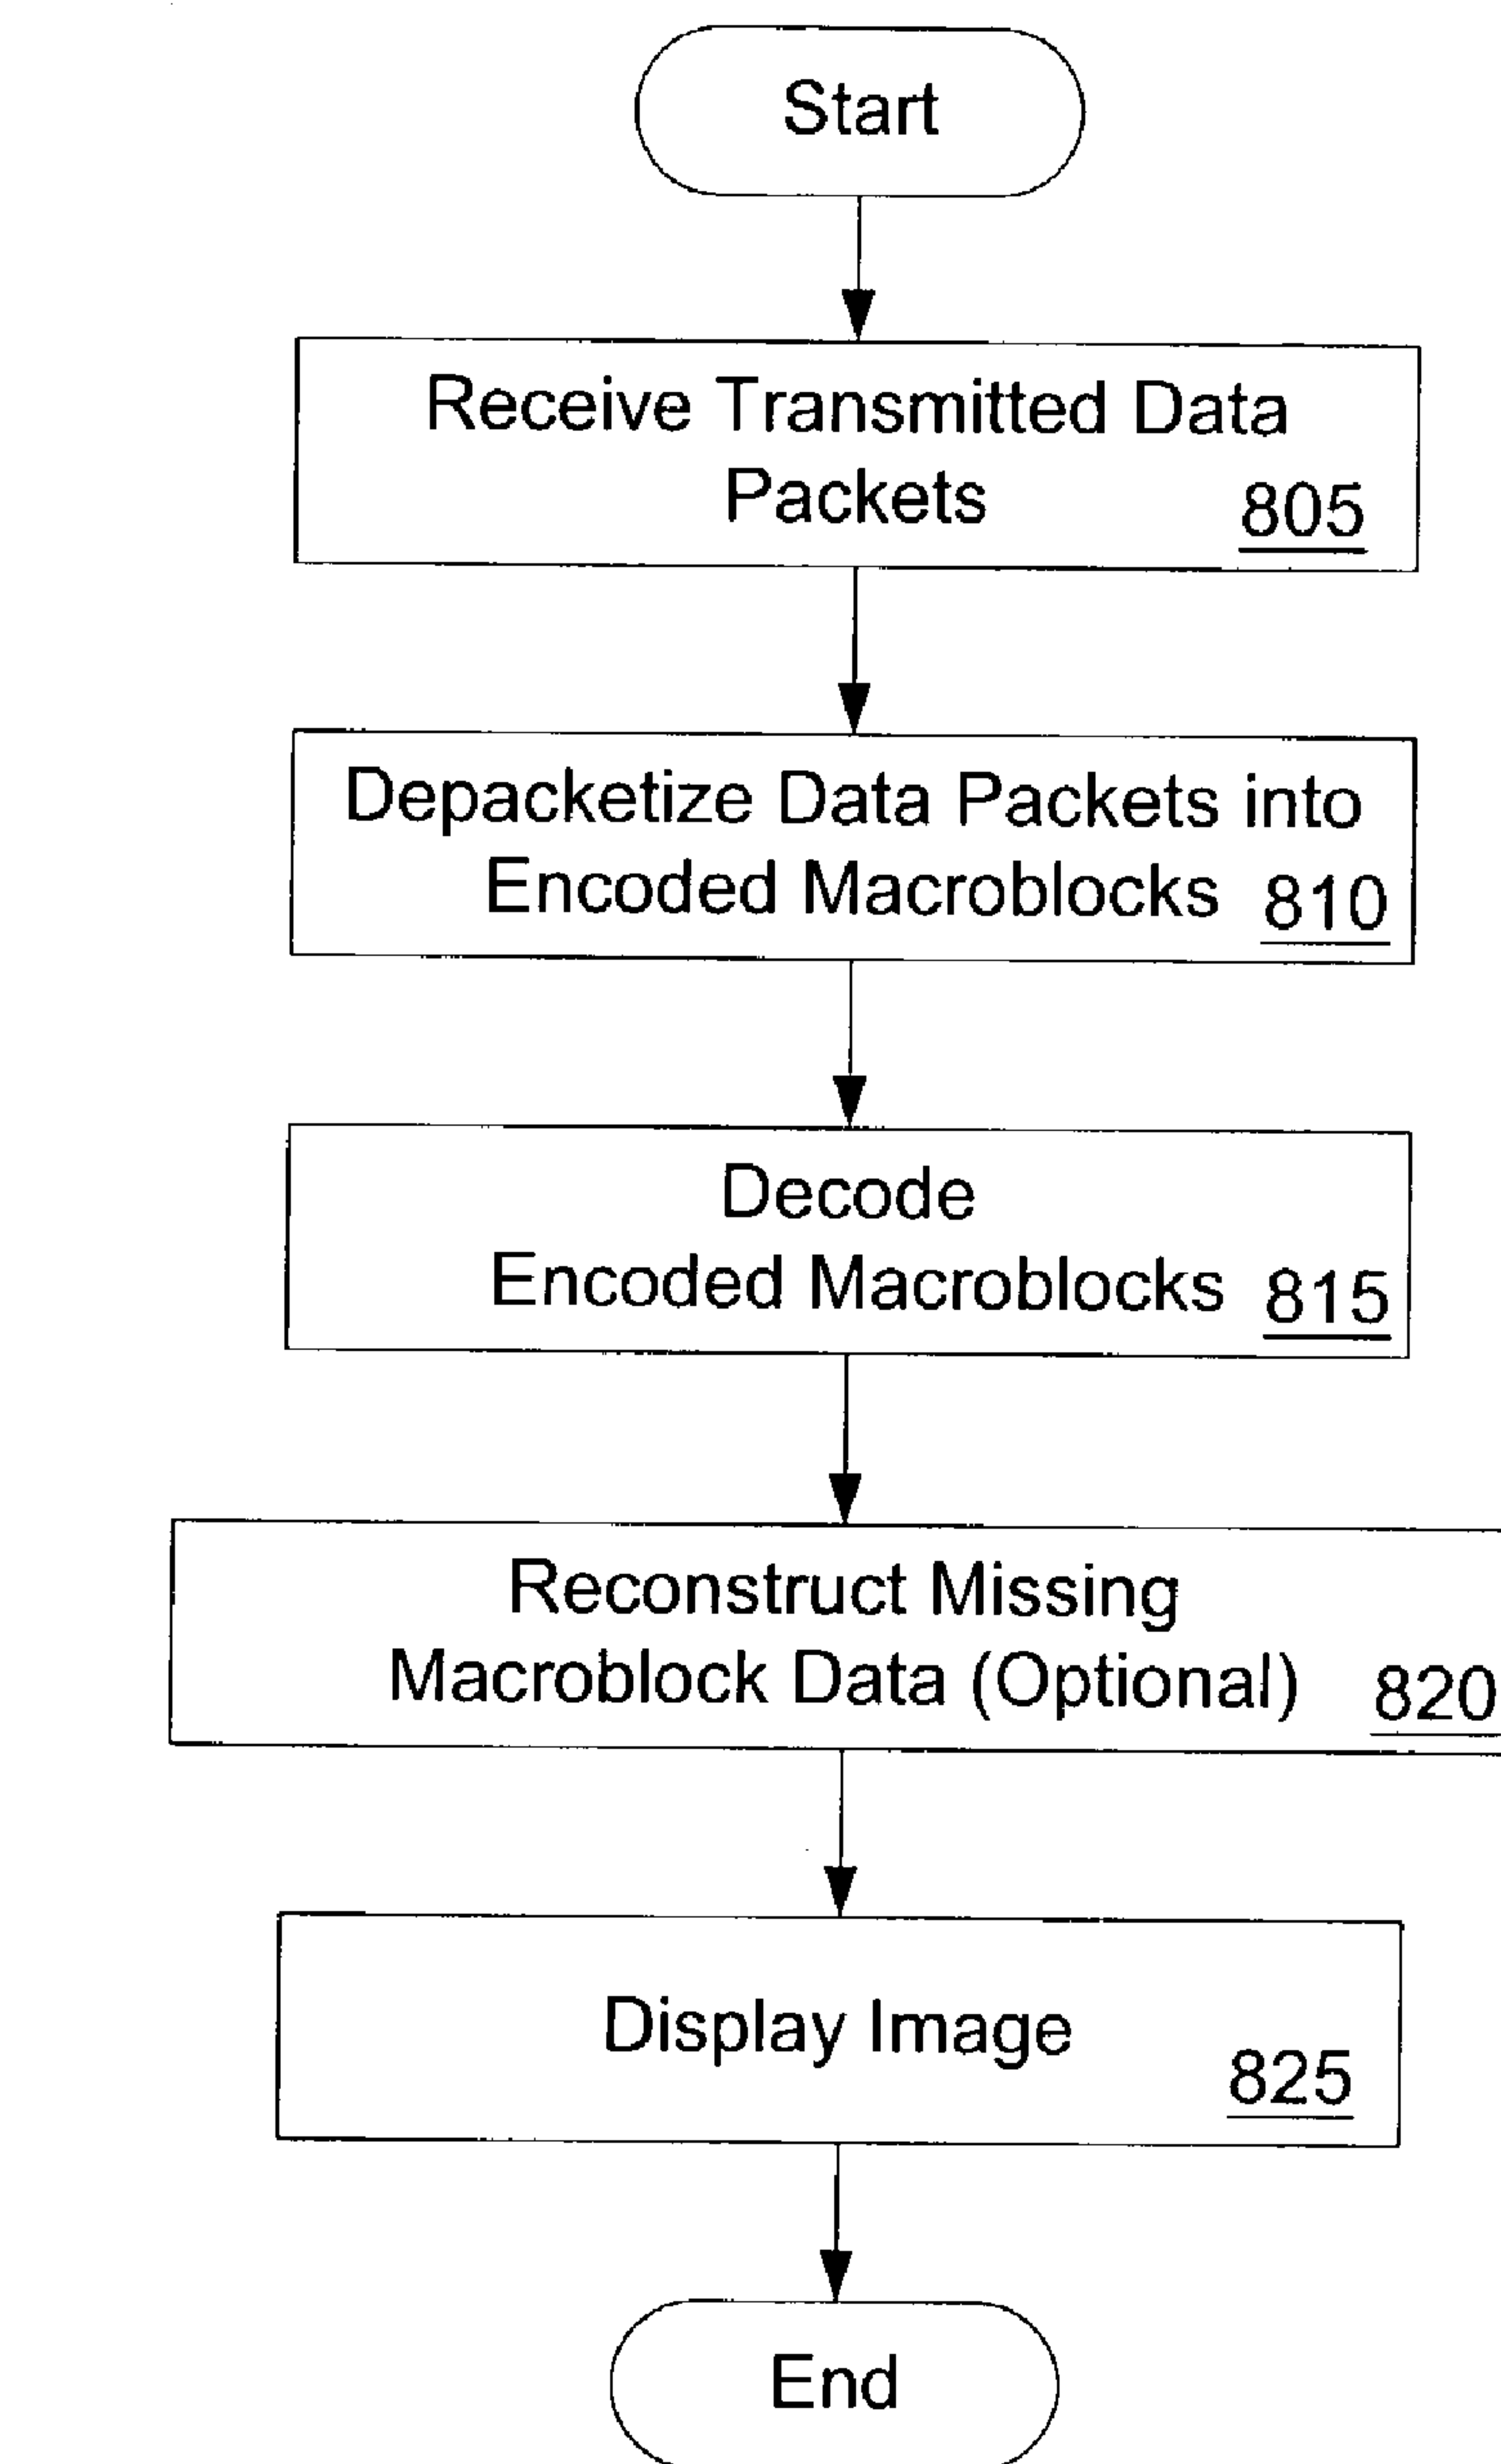 Start
Receive Transmitted Data
Packets 805
Depacketize Data Packets into
Encoded Macroblocks 810
Decode
Encoded Macroblocks 815
Reconstruct Missing
Macroblock Data (Optional) 820
Display Image
825
End